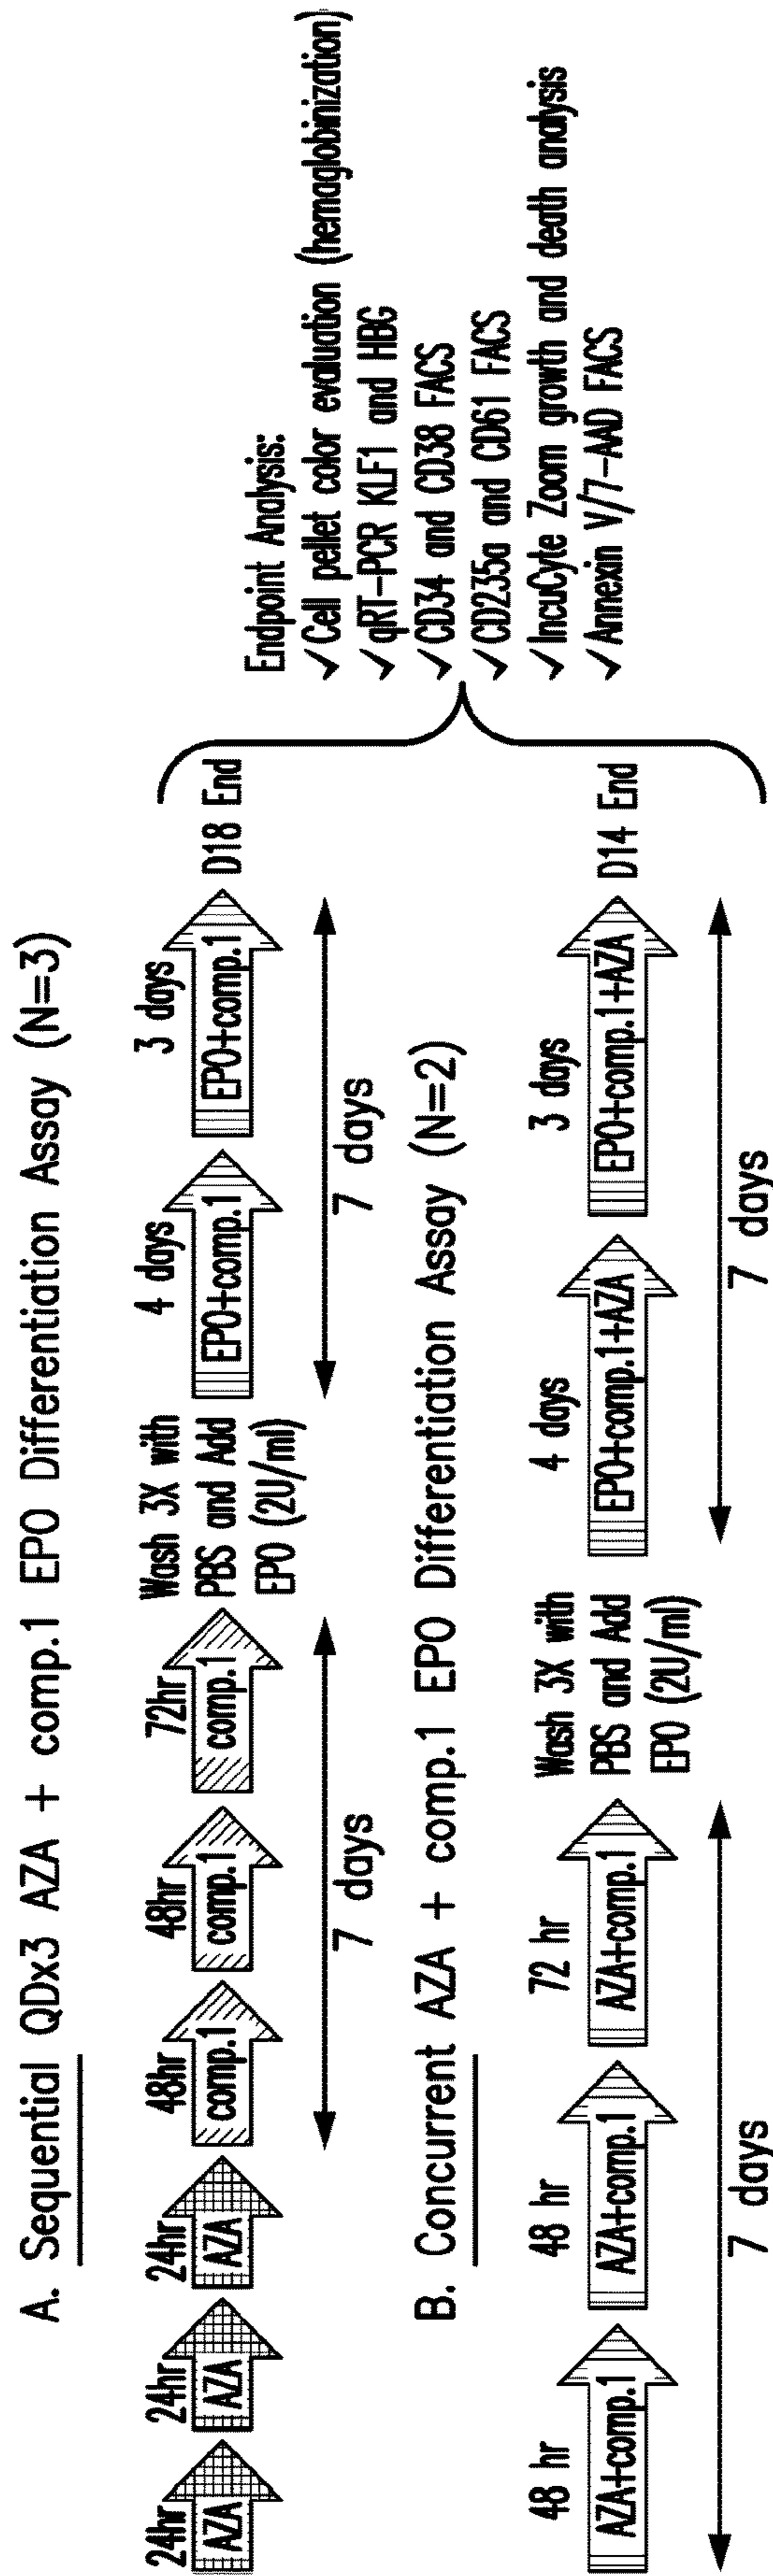 A. Sequential QDx3 AZA + comp.1 EPO Differentiation Assay (N=3)
24hr
24hr
24hr
48hr
48hr
72hr
Wash 3X with
PBS and Add
EPO (2U/ml)
4 days
3 days
AZA
AZA
AZA
comp.1
comp.1
comp.1
EPO+comp.1
EPO+comp.1
D18 End
7 days
7 days
B. Concurrent AZA + comp.1 EPO Differentiation Assay (N=2)
48 hr
48 hr
72 hr
Wash 3X with
PBS and Add
EPO (2U/ml)
4 days
3 days
AZA+comp.1
AZA+comp.1
AZA+comp.1
EPO+comp.1+AZA
EPO+comp.1+AZA
D14 End
7 days
7 days
Endpoint Analysis:
✓ Cell pellet color evaluation (hemaglobinization)
✓ qRT-PCR KLF1 and HBG
✓ CD34 and CD38 FACS
✓ CD235a and CD61 FACS
✓ IncuCyte Zoom growth and death analysis
✓ Annexin V/7-AAD FACS